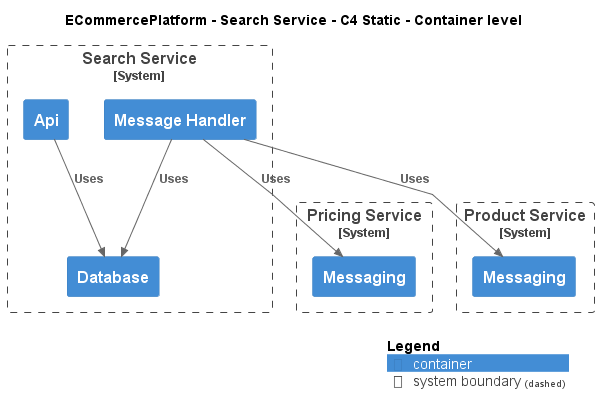 ECommercePlatform - Search Service - C4 Static - Container level
Search Service
[System]
Api
Message Handler
Uses
Uses
Uses
Uses
Pricing Service
[System]
Product Service
[System]
Database
Messaging
Messaging
Legend
container
system boundary (dashed)